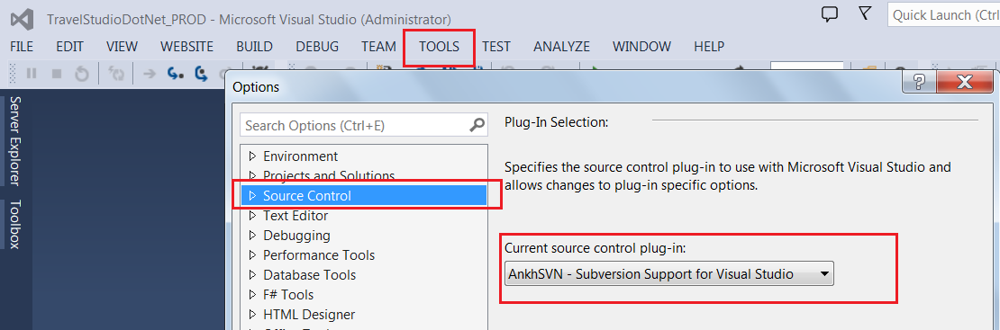 TravelStudioDotNet_PROD - Microsoft Visual Studio (Administrator)
Quick Launch (Ctrl+
FILE EDIT VIEW WEBSITE BUILD DEBUG TEAM TOOLS TEST ANALYZE WINDOW HELP
Server Explorer
Toolbox
Options
Search Options (Ctrl+E)
Environment
Projects and Solutions
Source Control
Text Editor
Debugging
Performance Tools
Database Tools
F# Tools
HTML Designer
Plug-In Selection:
Specifies the source control plug-in to use with Microsoft Visual Studio and
allows changes to plug-in specific options.
Current source control plug-in:
AnkhSVN - Subversion Support for Visual Studio